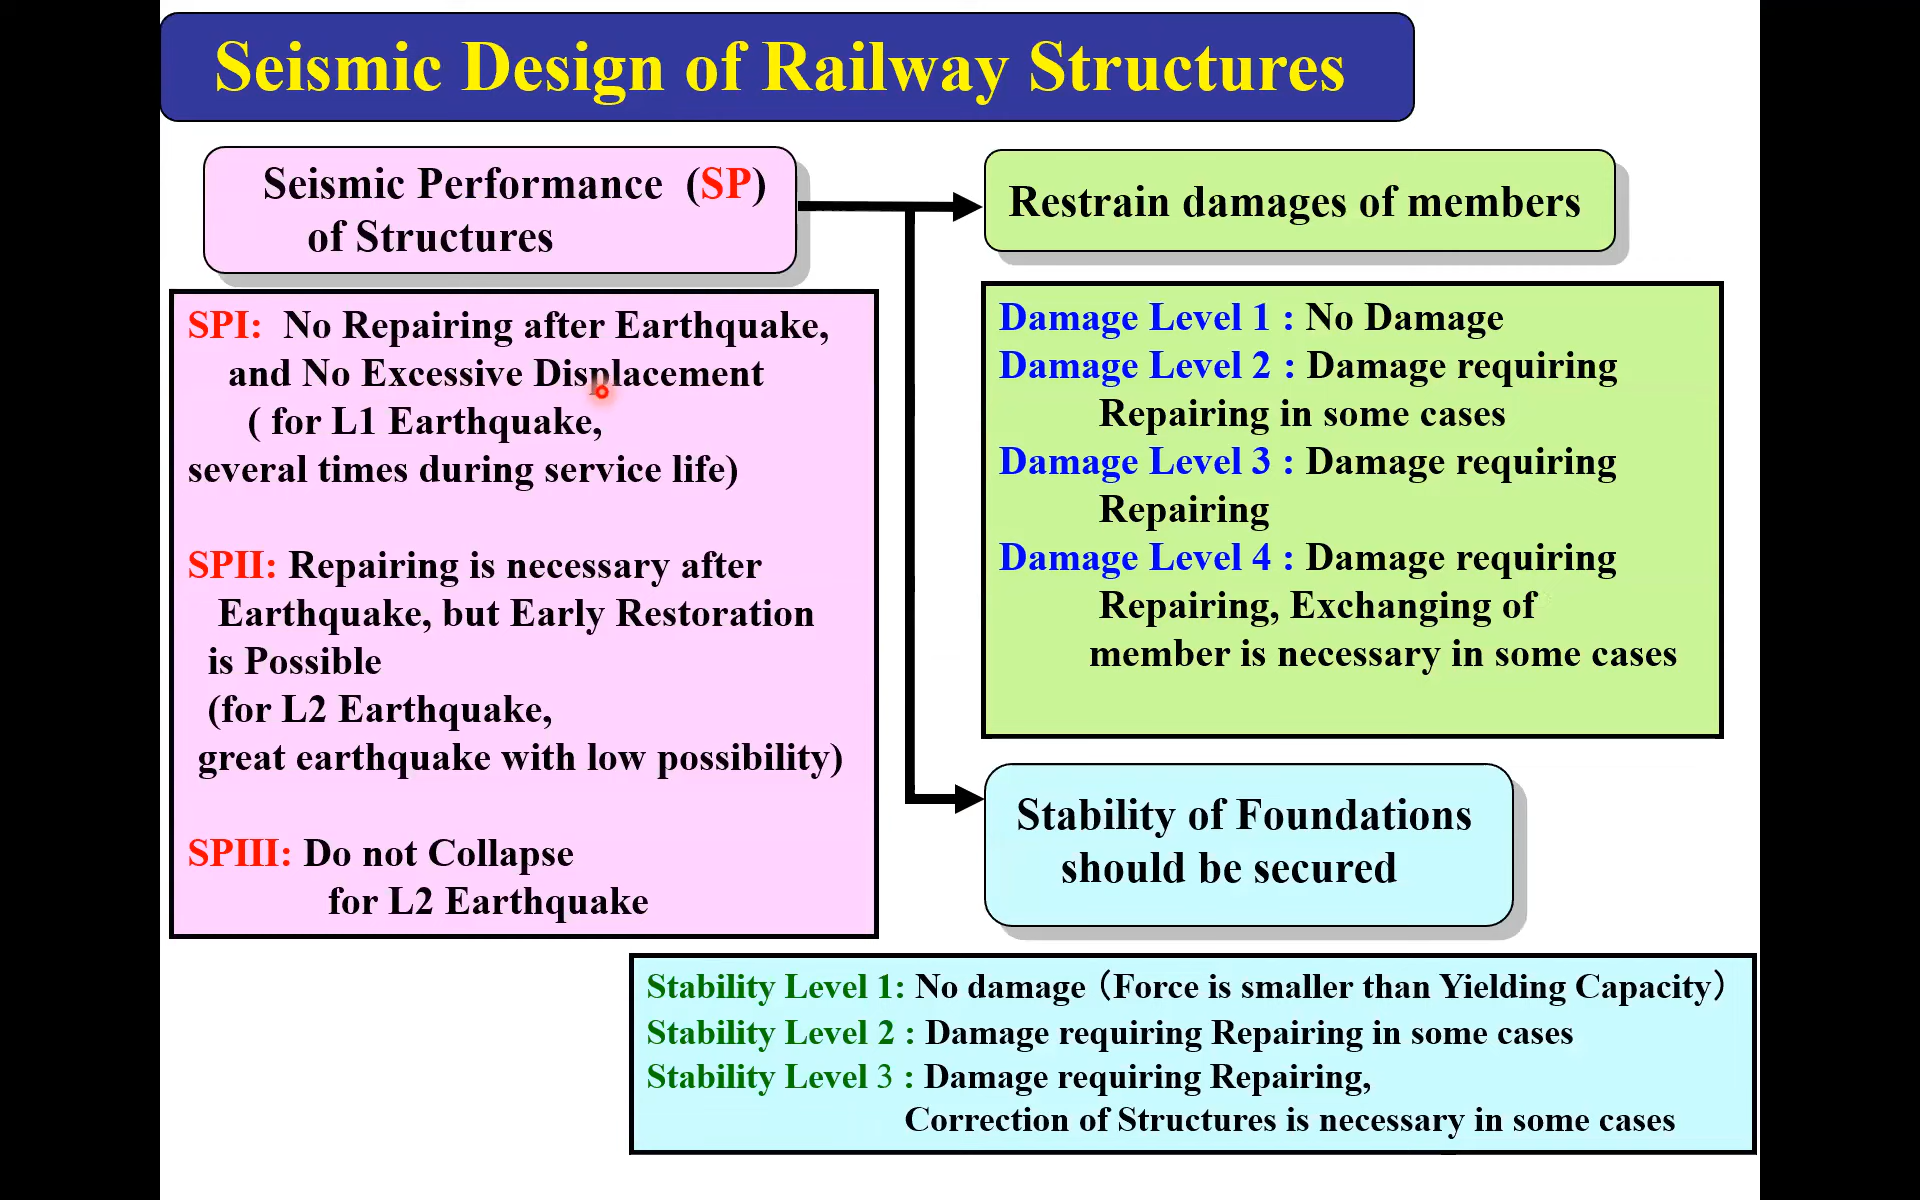 Seismic Design of Railway Structures
Seismic Performance (SP)
of Structures
SPI: No Repairing after Earthquake,
and No Excessive Displacement
( for L1 Earthquake,
several times during service life)
SPII: Repairing is necessary after
Earthquake, but Early Restoration
is Possible
(for L2 Earthquake,
great earthquake with low possibility)
SPIII: Do not Collapse
for L2 Earthquake
Restrain damages of members
Damage Level 1 : No Damage
Damage Level 2 : Damage requiring
Repairing in some cases
Damage Level 3 : Damage requiring
Repairing
Damage Level 4 : Damage requiring
Repairing, Exchanging of
member is necessary in some cases
Stability of Foundations
should be secured
Stability Level 1: No damage（Force is smaller than Yielding Capacity）
Stability Level 2 : Damage requiring Repairing in some cases
Stability Level 3 : Damage requiring Repairing,
Correction of Structures is necessary in some cases